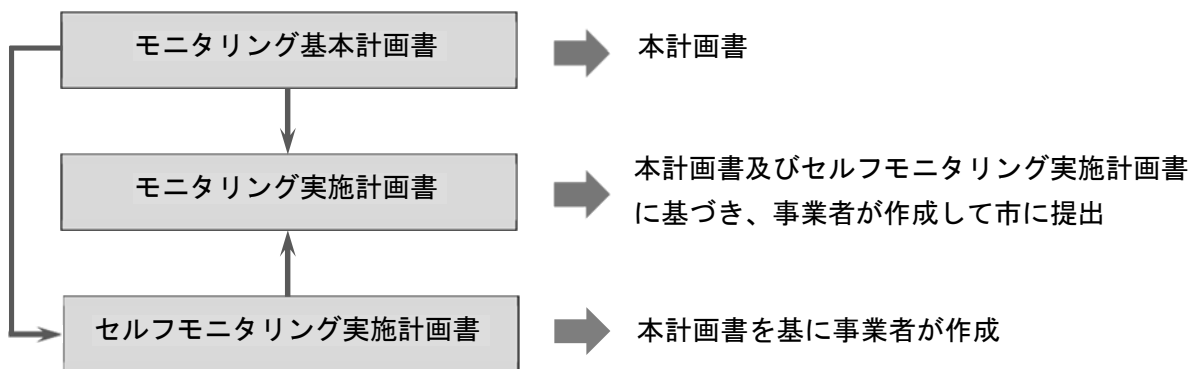 モニタリング基本計画書
本計画書
モニタリング実施計画書
本計画書及びセルフモニタリング実施計画書
に基づき、事業者が作成して市に提出
セルフモニタリング実施計画書
本計画書を基に事業者が作成